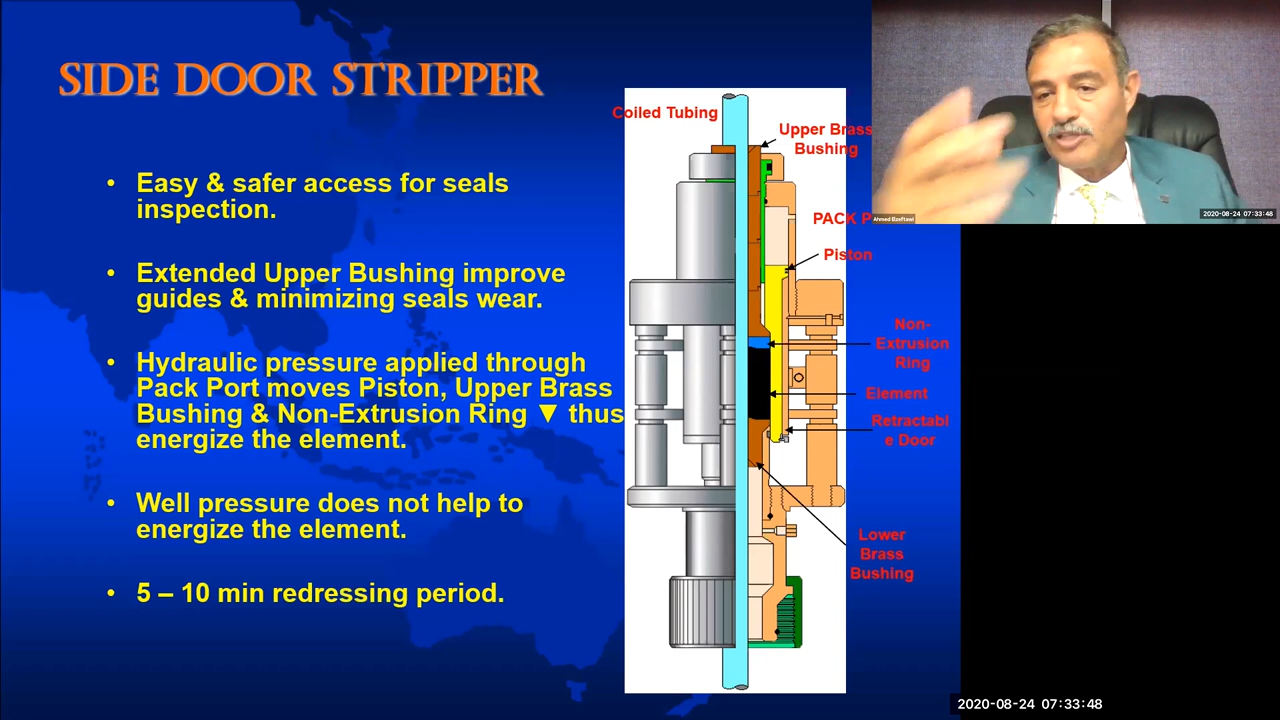 SIDE DOOR STRIPPER
• Easy & safer access for seals
inspection.
• Extended Upper Bushing improve
guides & minimizing seals wear.
• Hydraulic pressure applied through
Pack Port moves Piston, Upper Brass
Bushing & Non-Extrusion Ring ▼ thus
energize the element.
• Well pressure does not help to
energize the element.
• 5 – 10 min redressing period.
Coiled Tubing
Upper Brass
Bushing
PACK P
Piston
Non-
Extrusion
Ring
Element
Retractabl
e Door
Lower
Brass
Bushing
Ahmed Elzaftawi
2020-08-24 07:33:48
2020-08-24 07:33:48